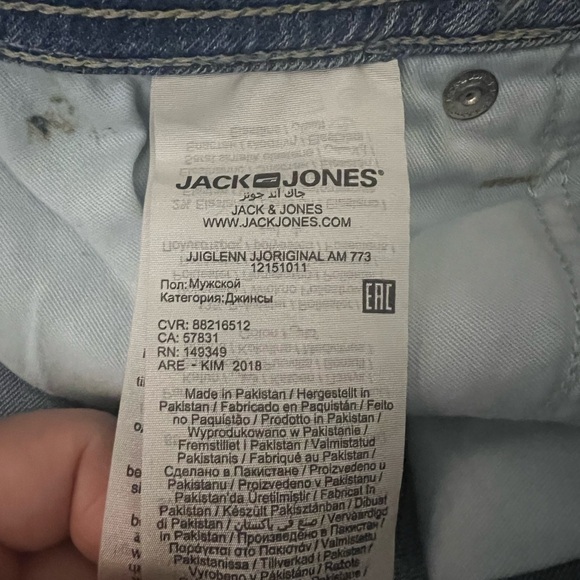 JACK JONES®
جاك اند جونز
JACK & JONES
WWW.JACKJONES.COM
JJIGLENN JJORIGINAL AM 773
12151011
Пол:Мужской
Категория:Джинсы
EAC
CVR: 88216512
CA: 57831
RN: 149349
ARE - KIM 2018
Made in Pakistan / Hergestellt in
Pakistan / Fabricado en Paquistán / Feito
no Paquistão / Prodotto in Pakistan /
Wyprodukowano w Pakistanie /
Fremstillet i Pakistan / Valmistatud
Pakistanis / Fabriqué au Pakistan /
Сделано в Пакистане / Proizvedeno u
Pakistanu / Proizvedeno v Pakistanu /
Pakistan'da Üretilmiştir / Fabricat în
Pakistan / Készült Pakisztánban / Dibuat
di Pakistan / صنع في باكستان / Vervaardigd
in Pakistan / Произведено в Пакистан /
Παράγεται στο Πακιστάν / Valmistettu
Pakistanissa / Tillverkad i Pakistan /
Vyrobeno v Pákistánu / Ražots